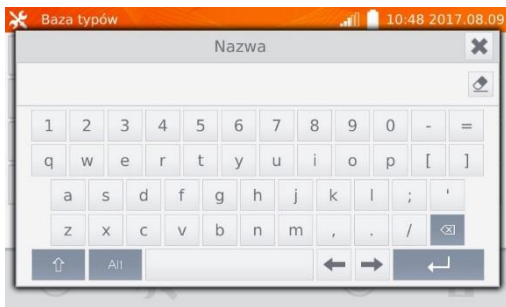 Baza typów 10:48 2017.08.09
Nazwa
1 2 3 4 5 6 7 8 9 0 - =
q w e r t y u i o p [ ]
a s d f g h j k l ; '
z x c v b n m , . /
Alt